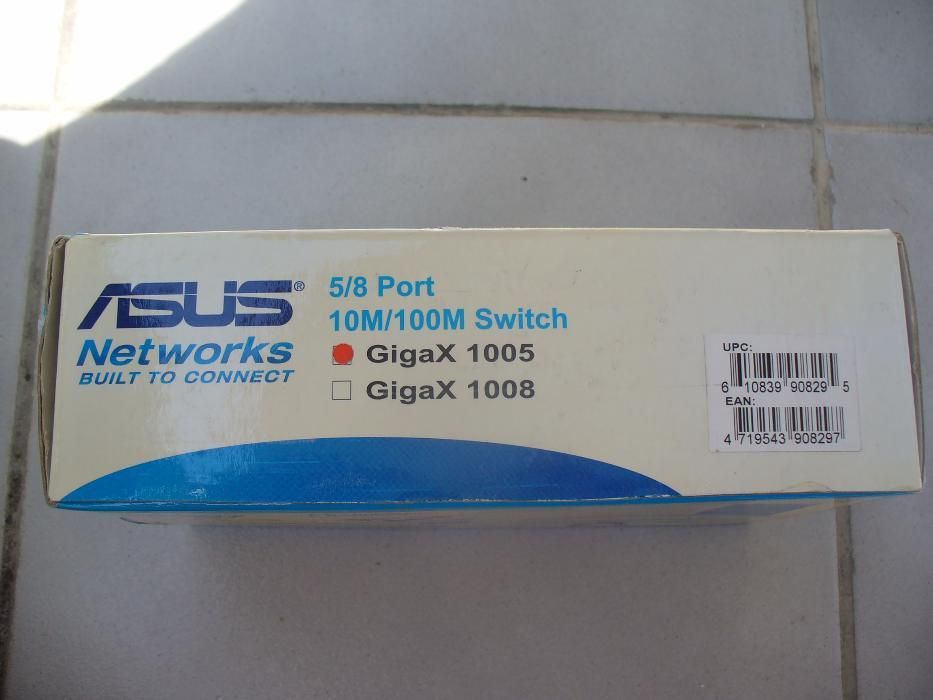 ASUS®
Networks
BUILT TO CONNECT
5/8 Port
10M/100M Switch
GigaX 1005
GigaX 1008
UPC:
6 10839 90829 5
EAN:
4 719543 908297